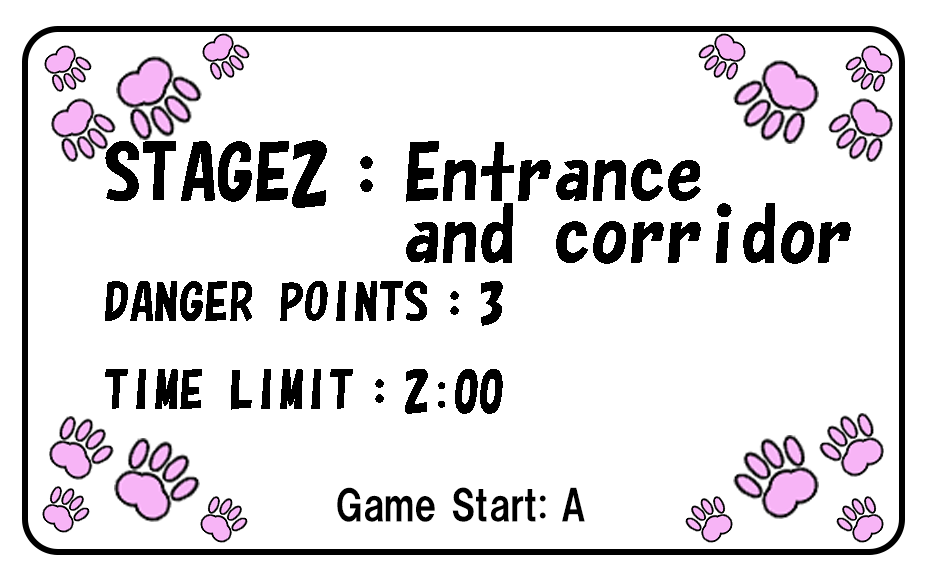 STAGE2 : Entrance
and corridor
DANGER POINTS : 3
TIME LIMIT : 2:00
Game Start: A